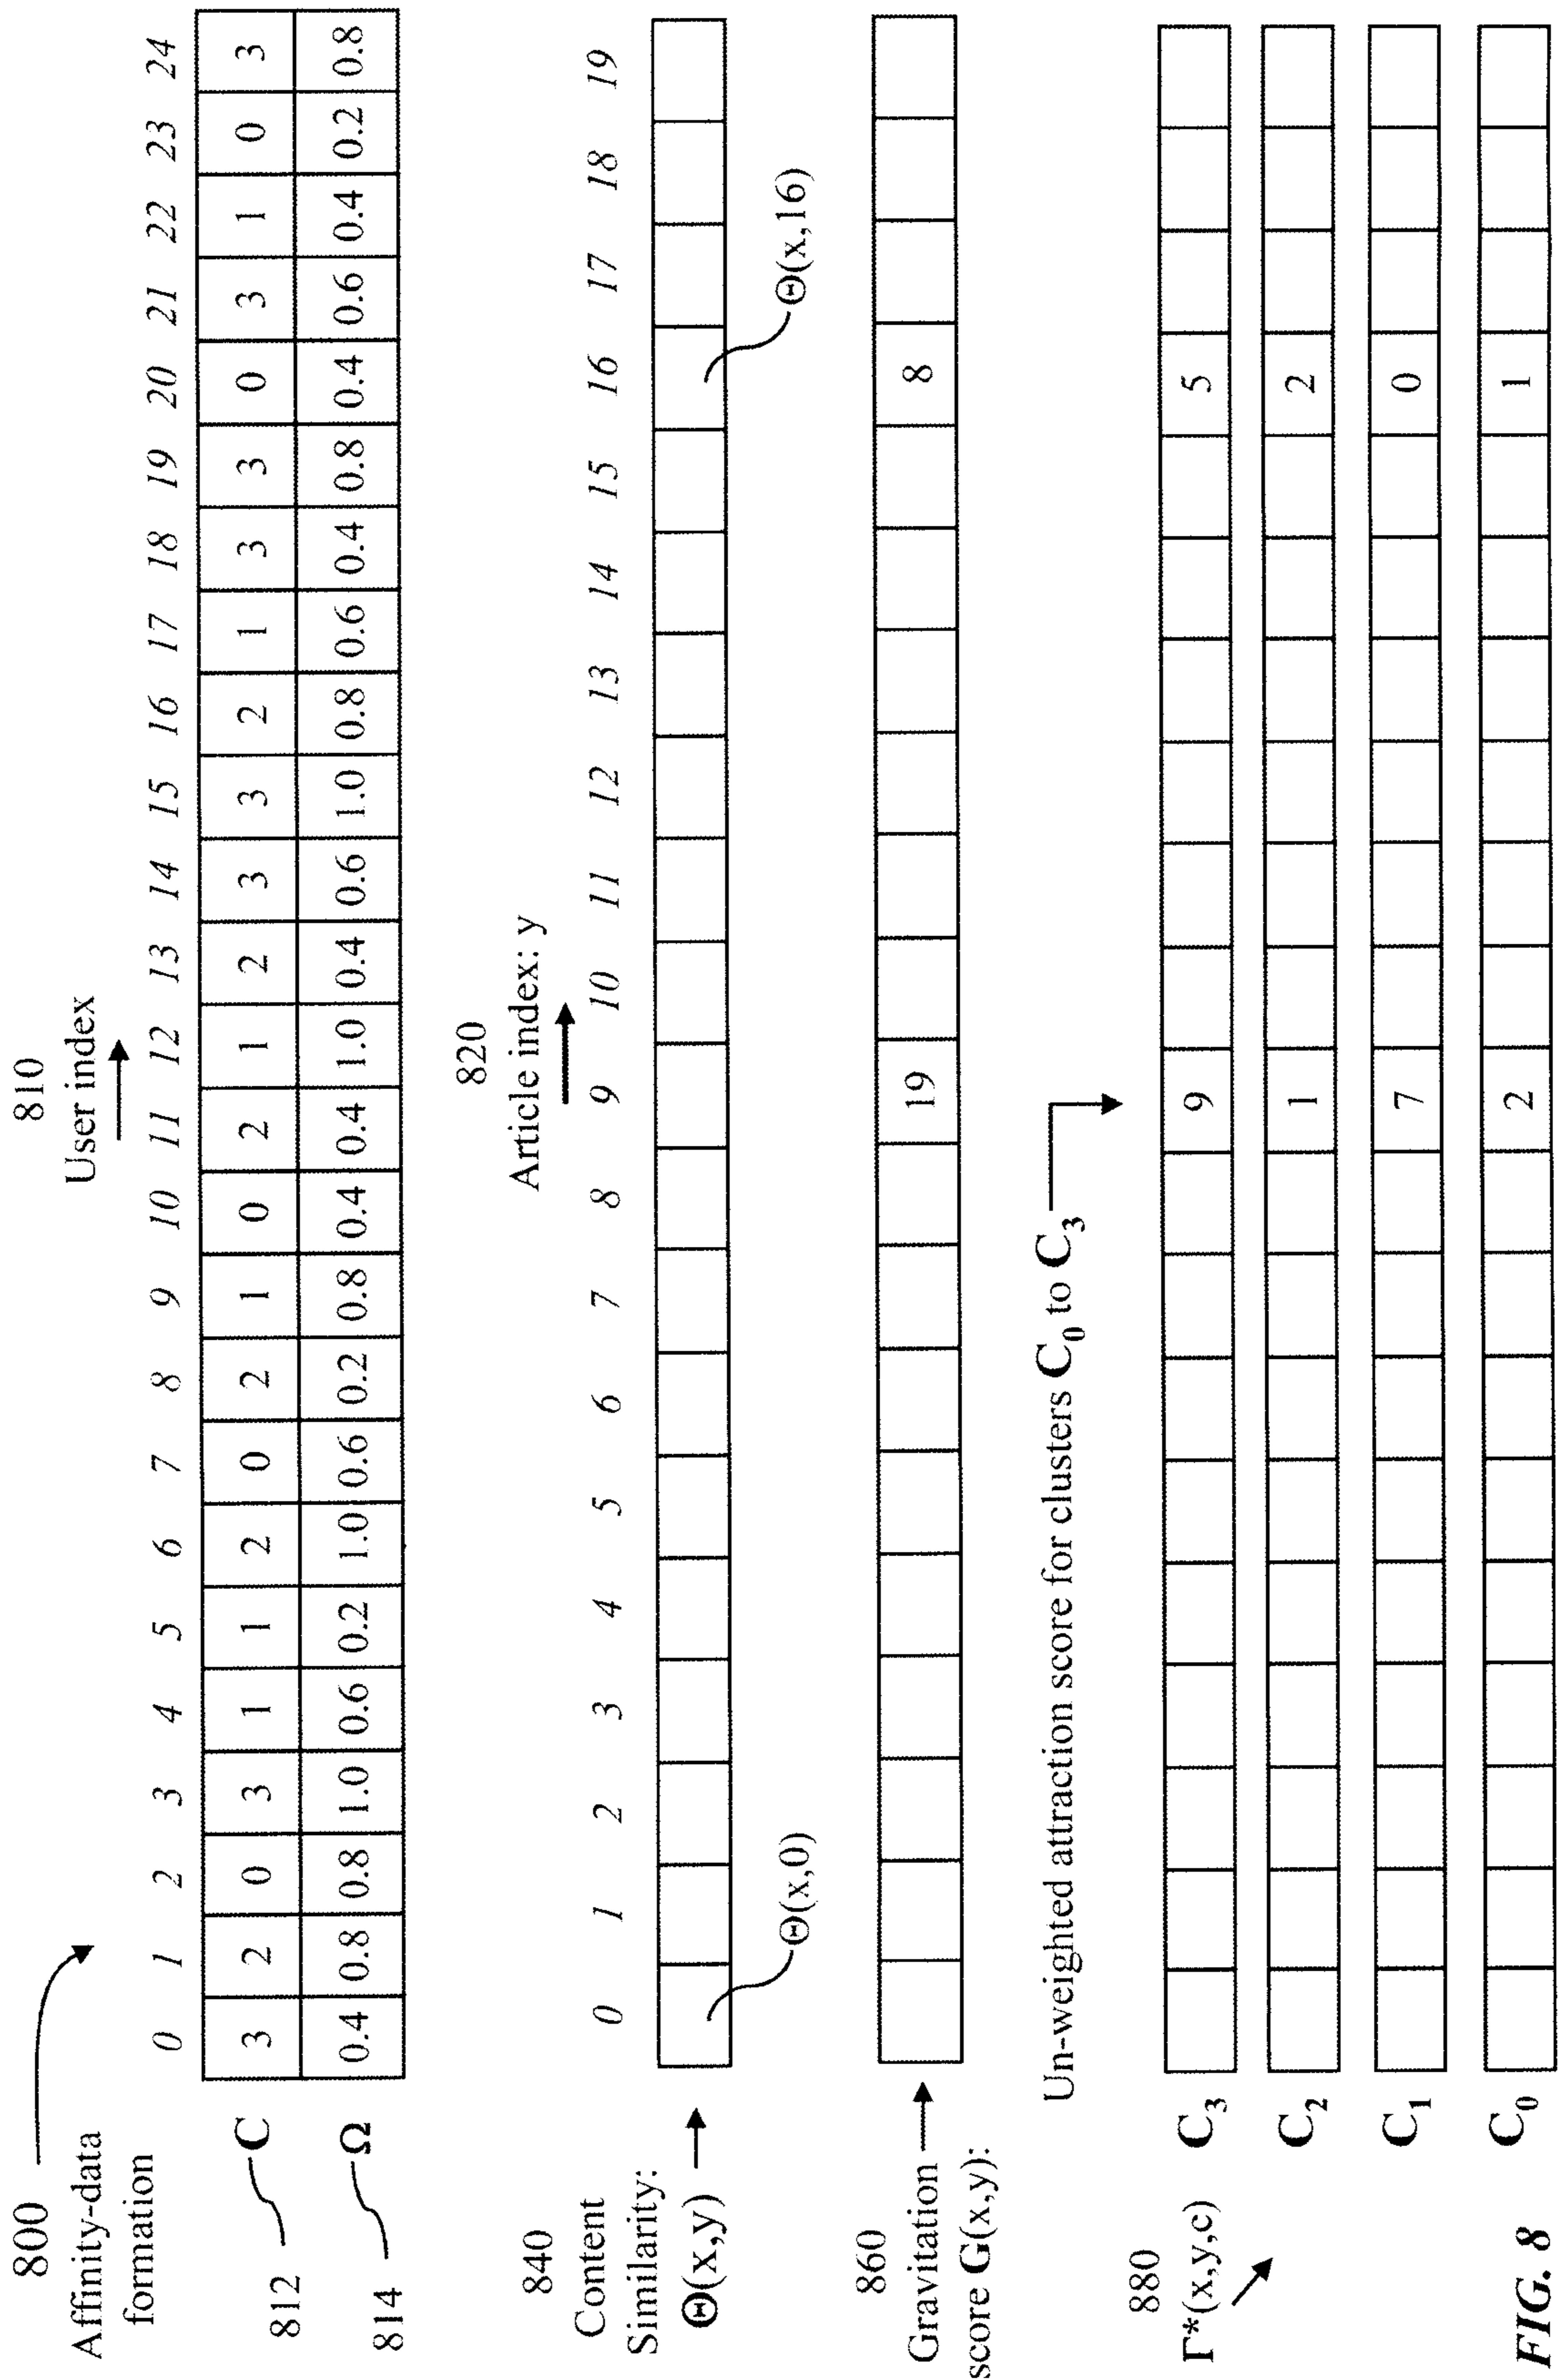 800
Affinity-data
formation
810
User index
0 1 2 3 4 5 6 7 8 9 10 11 12 13 14 15 16 17 18 19 20 21 22 23 24
812 C 3 2 0 3 1 1 2 0 2 1 0 2 1 2 3 3 2 1 3 3 0 3 1 0 3
814 Ω 0.4 0.8 0.8 1.0 0.6 0.2 1.0 0.6 0.2 0.8 0.4 0.4 1.0 0.4 0.6 1.0 0.8 0.6 0.4 0.8 0.4 0.6 0.4 0.2 0.8
820
Article index: y
0 1 2 3 4 5 6 7 8 9 10 11 12 13 14 15 16 17 18 19
840
Content
Similarity:
Θ(x,y)
Θ(x,0)
Θ(x,16)
860
Gravitation
score G(x,y):
19 8
Un-weighted attraction score for clusters C0 to C3
880
Γ*(x,y,c)
C3 9 5
C2 1 2
C1 7 0
C0 2 1
FIG. 8